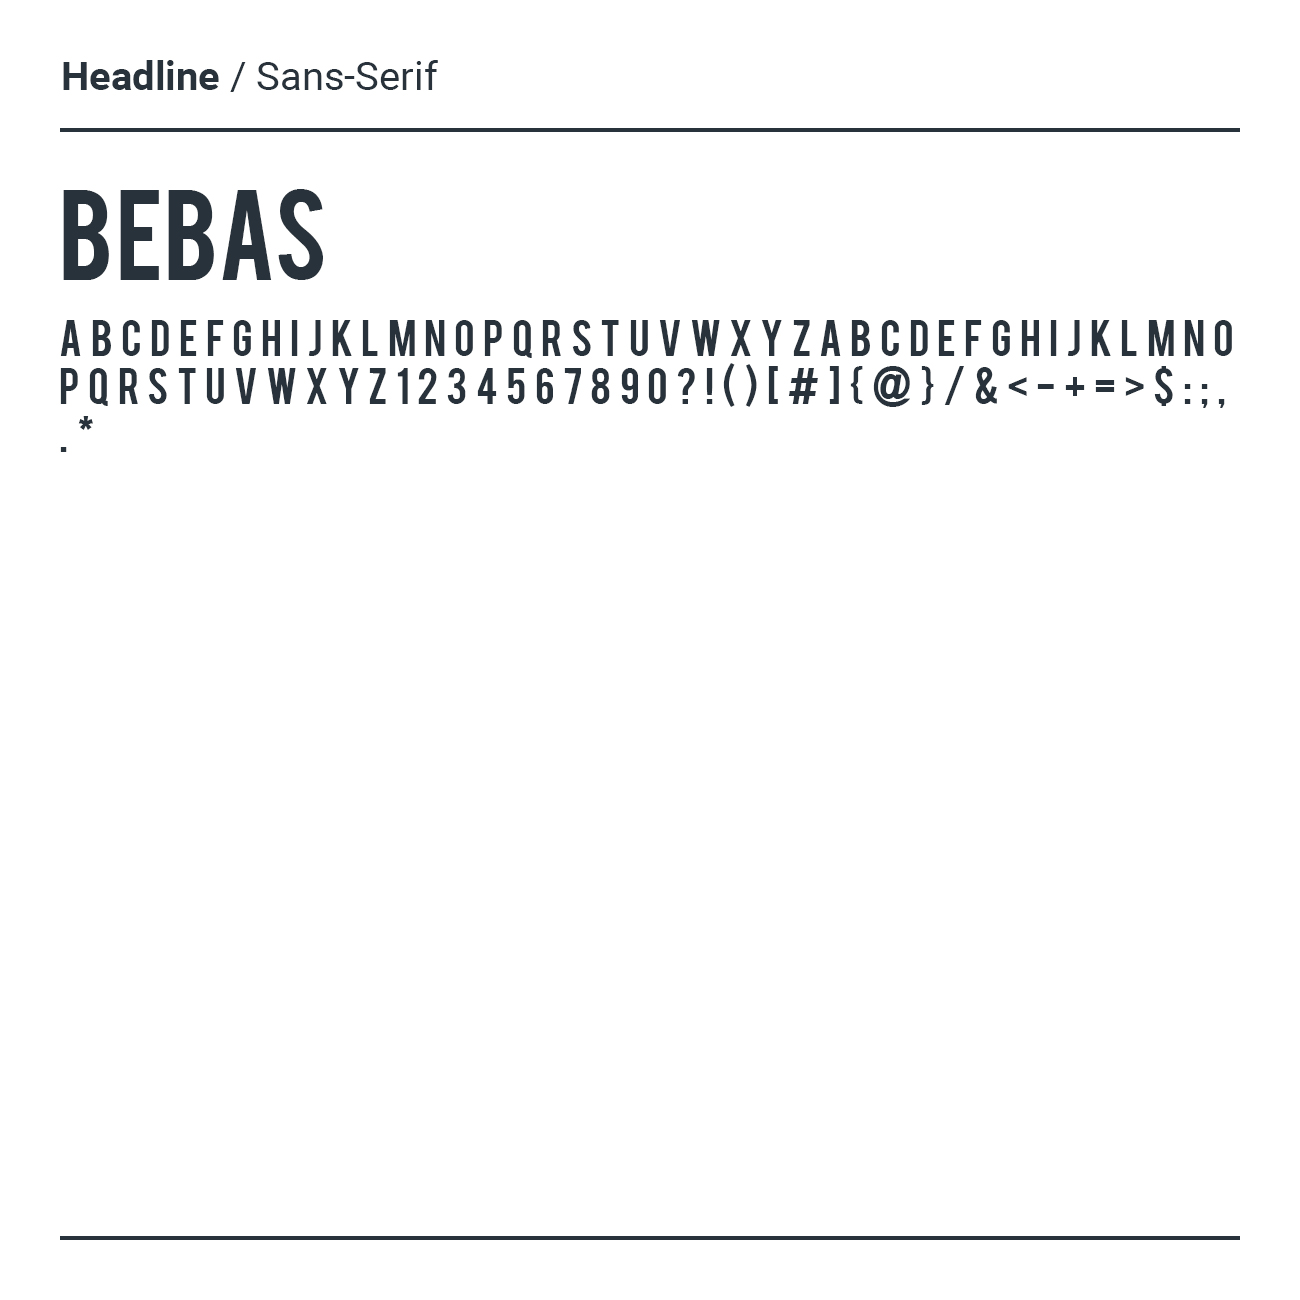 Headline / Sans-Serif
BEBAS
A B C D E F G H I J K L M N O P Q R S T U V W X Y Z A B C D E F G H I J K L M N O
P Q R S T U V W X Y Z 1 2 3 4 5 6 7 8 9 0 ? ! ( ) [ # ] { @ } / & < - + = > $ : ; ,
. *